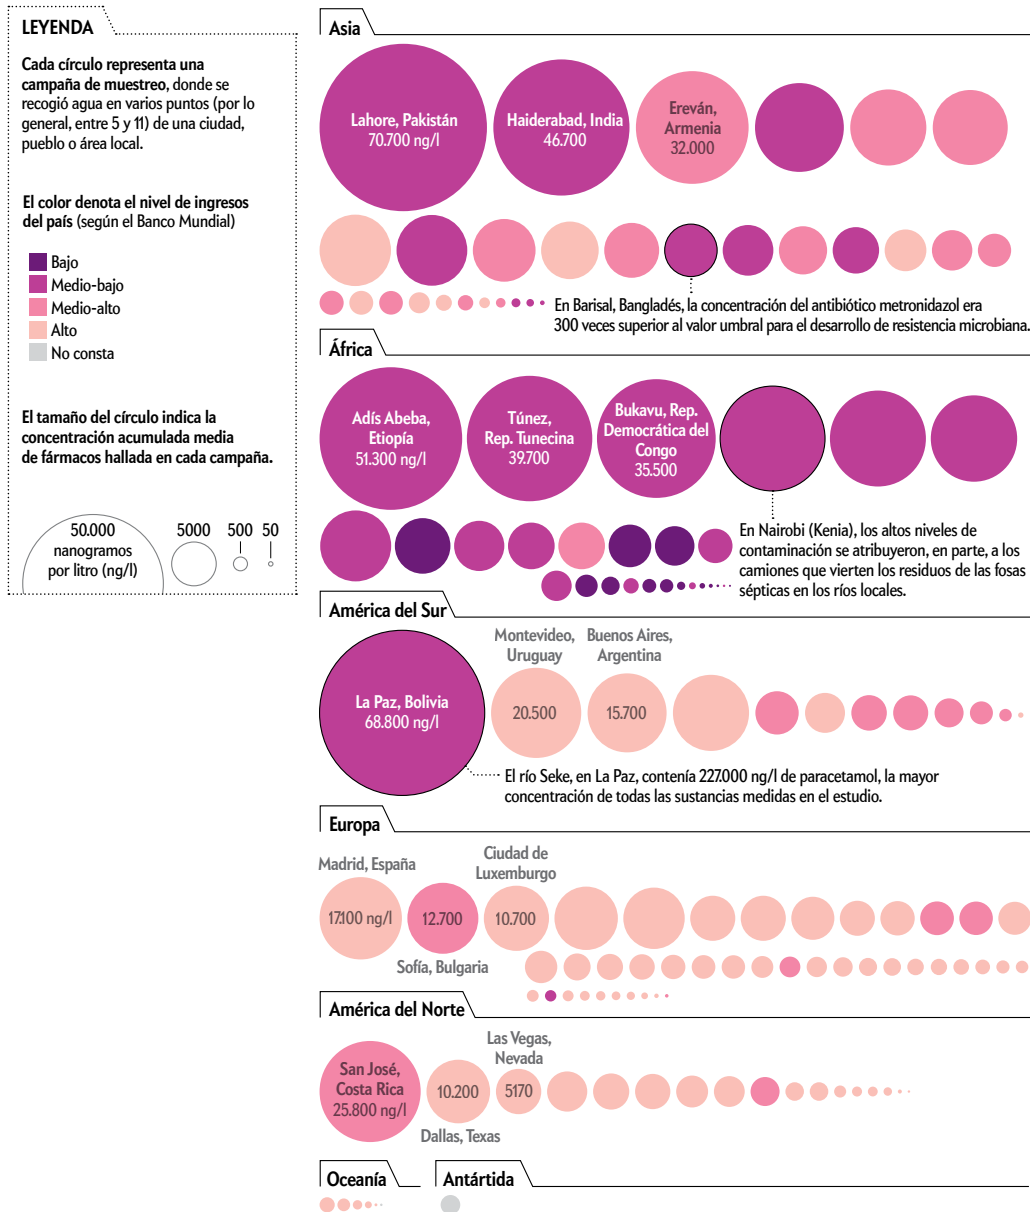 LEYENDA
Cada círculo representa una
campaña de muestreo, donde se
recogió agua en varios puntos (por lo
general, entre 5 y 11) de una ciudad,
pueblo o área local.
El color denota el nivel de ingresos
del país (según el Banco Mundial)
Bajo
Medio-bajo
Medio-alto
Alto
No consta
El tamaño del círculo indica la
concentración acumulada media
de fármacos hallada en cada campaña.
50.000
nanogramos
por litro (ng/l)
5000
500
50
Asia
Lahore, Pakistán
70.700 ng/l
Haiderabad, India
46.700
Ereván,
Armenia
32.000
En Barisal, Bangladés, la concentración del antibiótico metronidazol era
300 veces superior al valor umbral para el desarrollo de resistencia microbiana.
África
Adís Abeba,
Etiopía
51.300 ng/l
Túnez,
Rep. Tunecina
39.700
Bukavu, Rep.
Democrática del
Congo
35.500
En Nairobi (Kenia), los altos niveles de
contaminación se atribuyeron, en parte, a los
camiones que vierten los residuos de las fosas
sépticas en los ríos locales.
América del Sur
La Paz, Bolivia
68.800 ng/l
Montevideo,
Uruguay
20.500
Buenos Aires,
Argentina
15.700
El río Seke, en La Paz, contenía 227.000 ng/l de paracetamol, la mayor
concentración de todas las sustancias medidas en el estudio.
Europa
Madrid, España
17.100 ng/l
12.700
Sofía, Bulgaria
Ciudad de
Luxemburgo
10.700
América del Norte
San José,
Costa Rica
25.800 ng/l
10.200
Dallas, Texas
Las Vegas,
Nevada
5170
Oceanía
Antártida